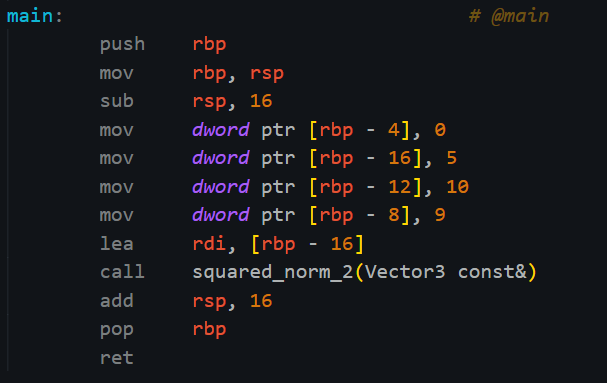 main:                                   # @main
        push    rbp
        mov     rbp, rsp
        sub     rsp, 16
        mov     dword ptr [rbp - 4], 0
        mov     dword ptr [rbp - 16], 5
        mov     dword ptr [rbp - 12], 10
        mov     dword ptr [rbp - 8], 9
        lea     rdi, [rbp - 16]
        call    squared_norm_2(Vector3 const&)
        add     rsp, 16
        pop     rbp
        ret